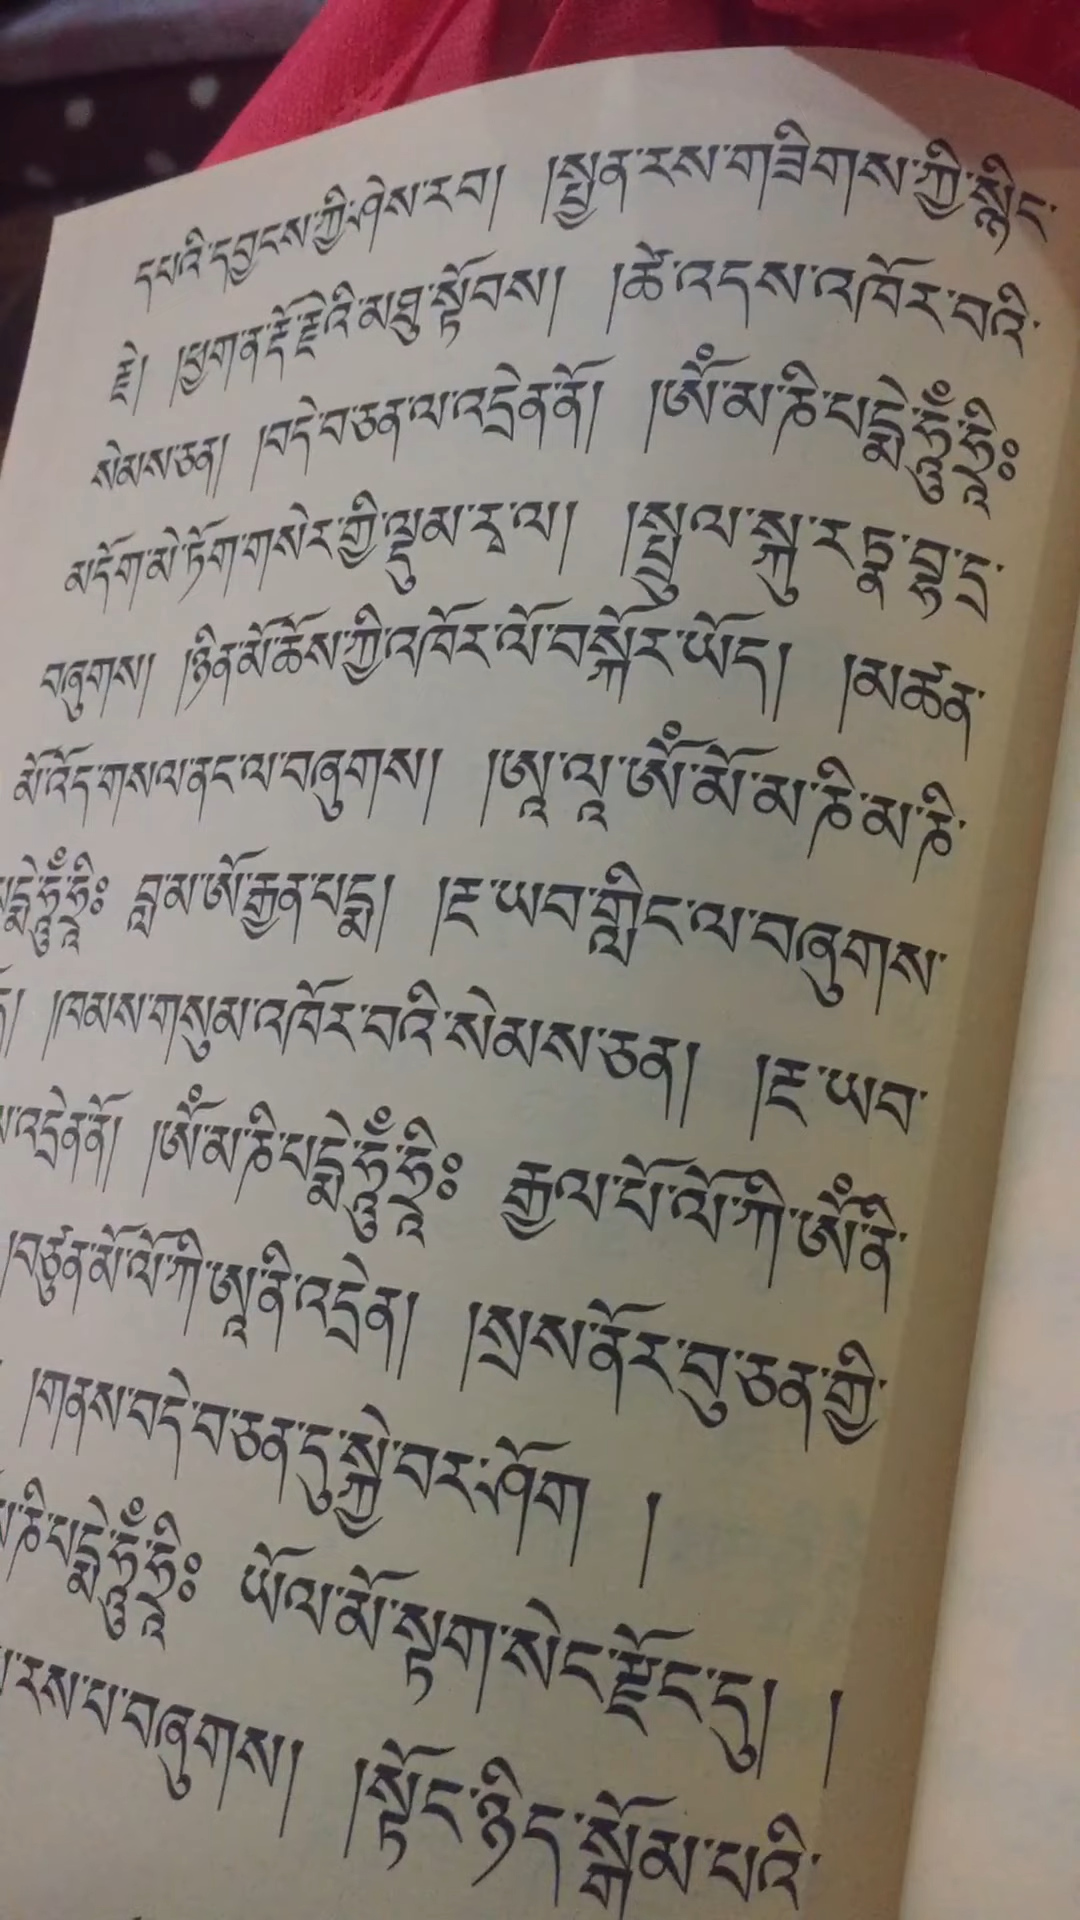 དཔའི་དབྱངས་ཀྱི་ཤེས་རབ། །སྤྱན་རས་གཟིགས་ཀྱི་སྙིང་
རྗེ། །ཕྱག་ན་རྡོ་རྗེའི་མཐུ་སྟོབས། །ཚེ་འདས་འཁོར་བའི་
སེམས་ཅན། །བདེ་བ་ཅན་ལ་འདྲེན་ནོ། །ཨོཾ་མ་ཎི་པདྨེ་ཧཱུྃ་ཧྲཱིཿ
མདོག་མེ་ཏོག་གསེར་གྱི་ལྡུམ་ར་ལ། །སྤྲུལ་སྐུ་རཏྣ་བྷ་དྲ་
བཞུགས། །ཉིན་མོ་ཆོས་ཀྱི་འཁོར་ལོ་བསྐོར་ཡོད། །མཚན་
མོ་འོད་གསལ་ནང་ལ་བཞུགས། །ཨཱ་ལཱ་ཨོཾ་མོ་མ་ཎི་མ་ཎི་
པདྨེ་ཧཱུྃ་ཧྲཱིཿ བླ་མ་ཨོ་རྒྱན་པདྨ། །རྔ་ཡབ་གླིང་ལ་བཞུགས་
།ཁམས་གསུམ་འཁོར་བའི་སེམས་ཅན། །རྔ་ཡབ་
འདྲེན་ནོ། །ཨོཾ་མ་ཎི་པདྨེ་ཧཱུྃ་ཧྲཱིཿ རྒྱལ་པོ་ལོ་ཀི་ཨོཾ་ནི་
།བཙུན་མོ་ལོ་ཀི་ཨཱ་ནི་འདྲེན། །སྲས་ནོར་བུ་ཅན་གྱི་
།གནས་བདེ་བ་ཅན་དུ་སྐྱེ་བར་ཤོག །
ཎི་པདྨེ་ཧཱུྃ་ཧྲཱིཿ ཡོལ་མོ་སྟག་སེང་རྫོང་དུ། །
རས་པ་བཞུགས། །སྟོང་ཉིད་སྒོམ་པའི་